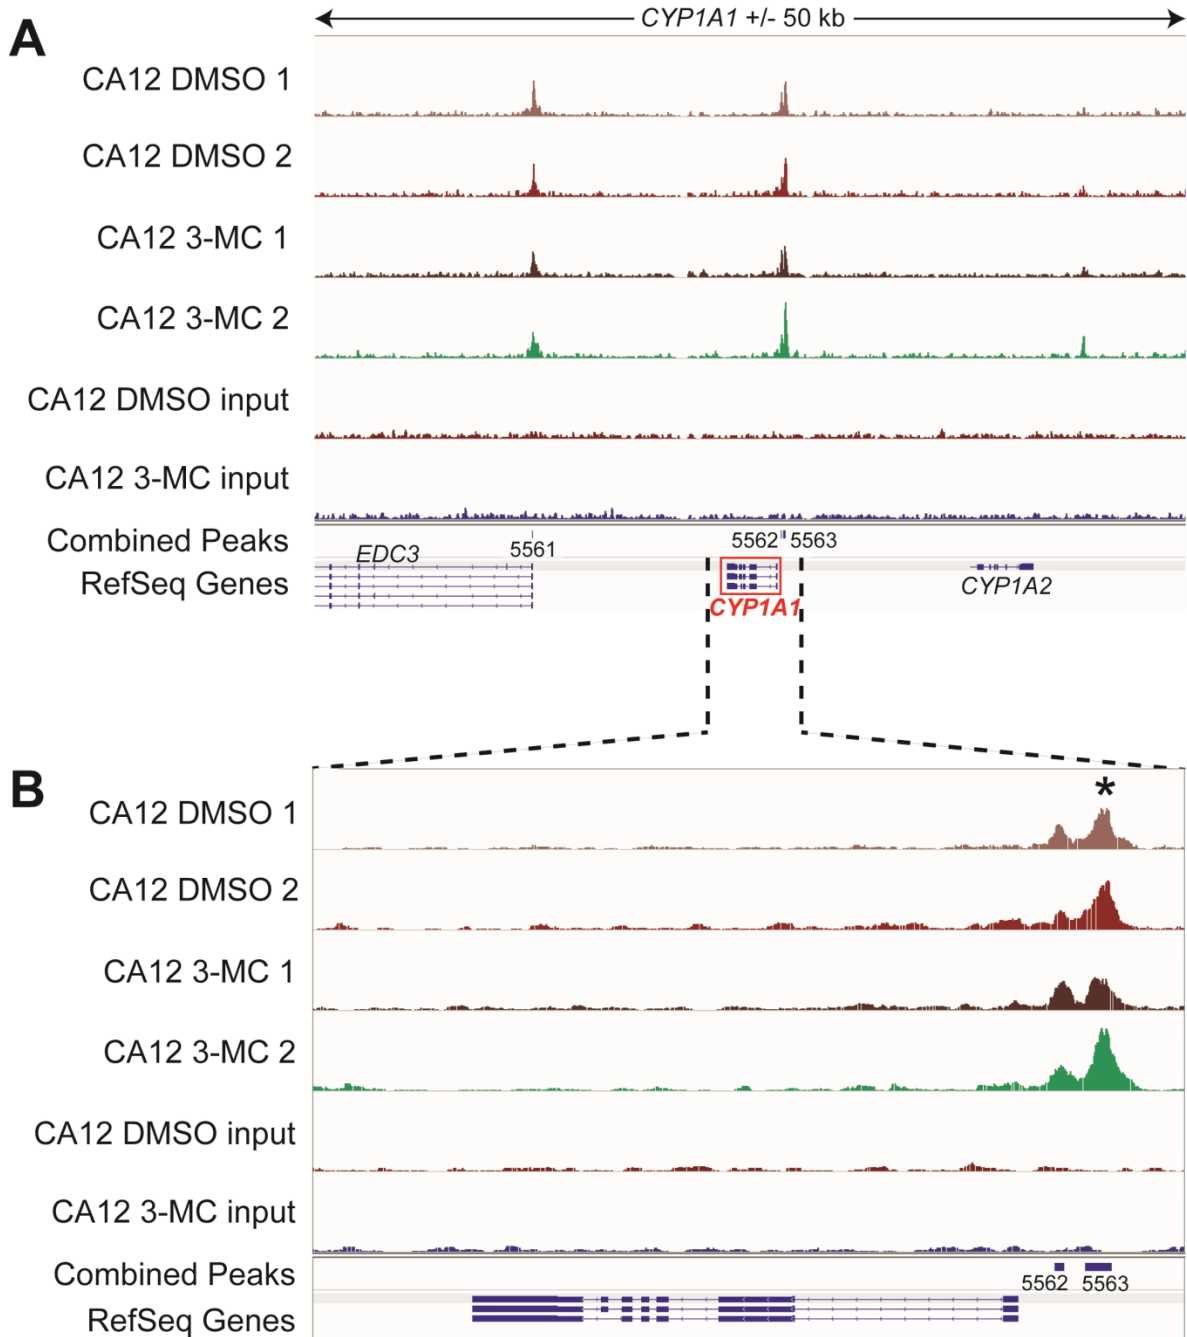 CYP1A1 +/- 50 kb
A
CA12 DMSO 1
CA12 DMSO 2
CA12 3-MC 1
CA12 3-MC 2
CA12 DMSO input
CA12 3-MC input
Combined Peaks
5561
5562
5563
EDC3
RefSeq Genes
CYP1A1
CYP1A2
B
*
CA12 DMSO 1
CA12 DMSO 2
CA12 3-MC 1
CA12 3-MC 2
CA12 DMSO input
CA12 3-MC input
Combined Peaks
5562
5563
RefSeq Genes